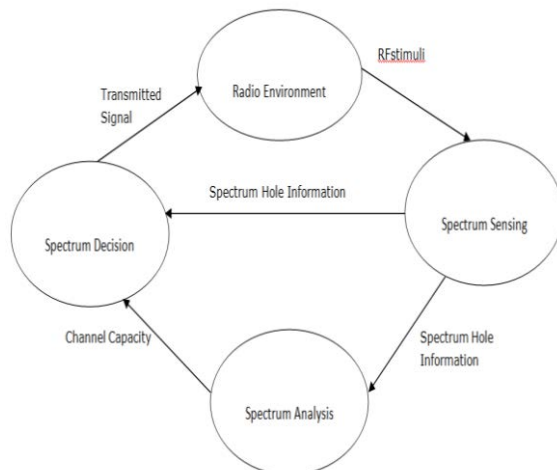 RFstimuli
Radio Environment
Transmitted
Signal
Spectrum Hole Information
Spectrum Sensing
Spectrum Decision
Channel Capacity
Spectrum Hole
Information
Spectrum Analysis